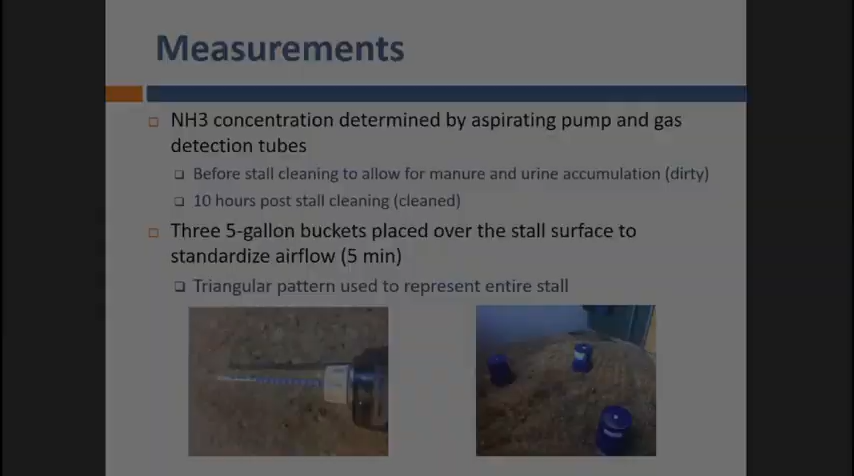 Measurements
NH3 concentration determined by aspirating pump and gas
detection tubes
Before stall cleaning to allow for manure and urine accumulation (dirty)
10 hours post stall cleaning (cleaned)
Three 5-gallon buckets placed over the stall surface to
standardize airflow (5 min)
Triangular pattern used to represent entire stall